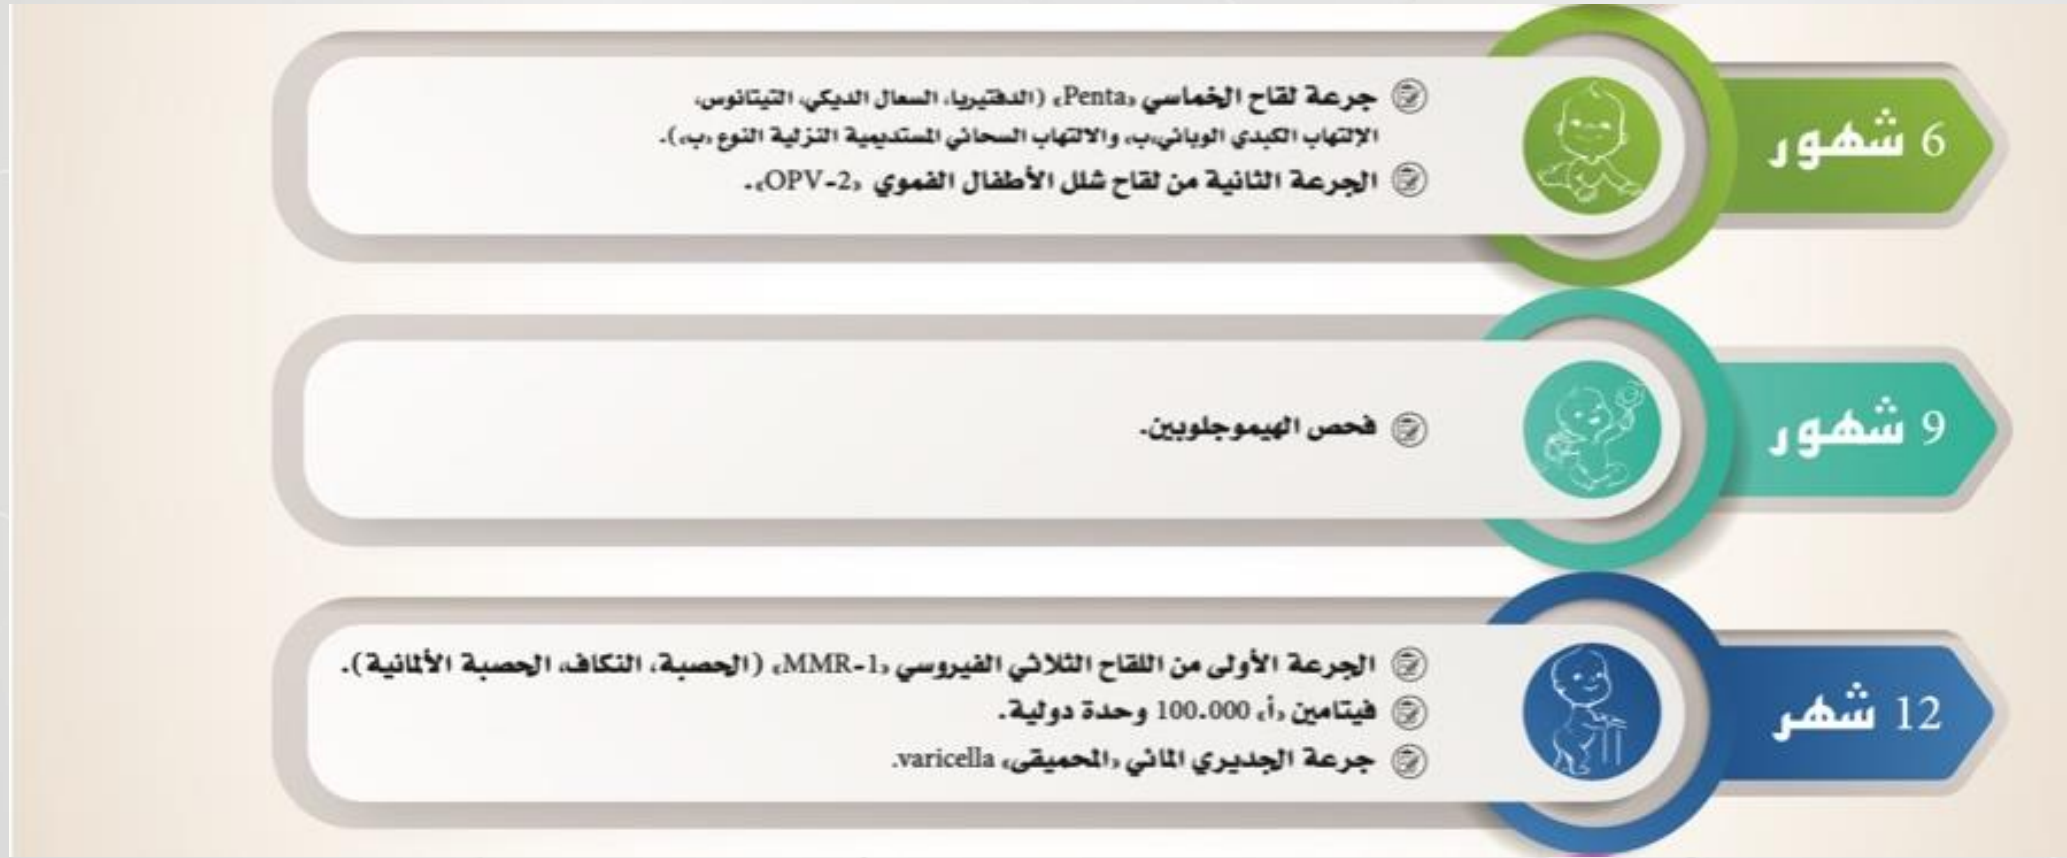 6 شهور
جرعة لقاح الخماسي «Penta» (الدفتيريا، السعال الديكي، التيتانوس،
الإلتهاب الكبدي الوبائي«ب» والالتهاب السحائي المستديمية النزلية النوع «ب»).
الجرعة الثانية من لقاح شلل الأطفال الفموي «OPV-2».
9 شهور
فحص الهيموجلوبين.
12 شهر
الجرعة الأولى من اللقاح الثلاثي الفيروسي «MMR-1» (الحصبة، النكاف، الحصبة الألمانية).
فيتامين «أ» 100.000 وحدة دولية.
جرعة الجديري المائي «الحميقى» varicella.